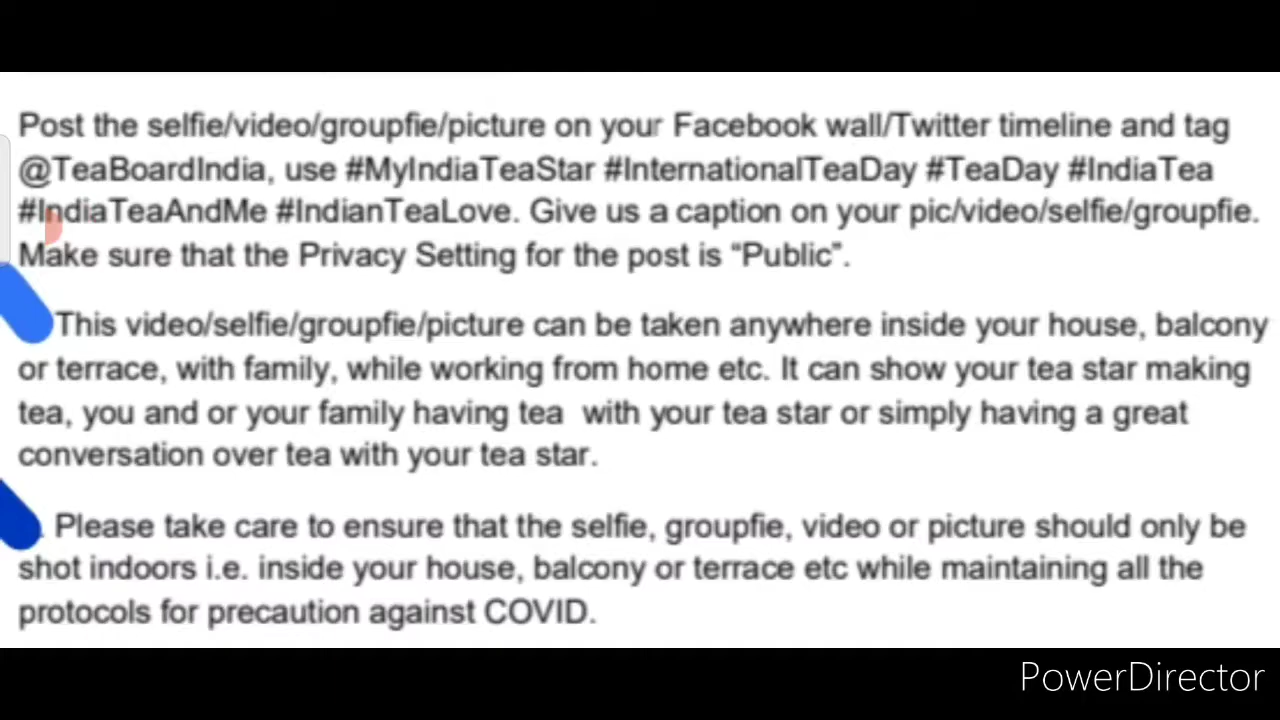 Post the selfie/video/groupfie/picture on your Facebook wall/Twitter timeline and tag
@TeaBoardIndia, use #MyIndiaTeaStar #InternationalTeaDay #TeaDay #IndiaTea
#IndiaTeaAndMe #IndianTeaLove. Give us a caption on your pic/video/selfie/groupfie.
Make sure that the Privacy Setting for the post is “Public”.
This video/selfie/groupfie/picture can be taken anywhere inside your house, balcony
or terrace, with family, while working from home etc. It can show your tea star making
tea, you and or your family having tea  with your tea star or simply having a great
conversation over tea with your tea star.
Please take care to ensure that the selfie, groupfie, video or picture should only be
shot indoors i.e. inside your house, balcony or terrace etc while maintaining all the
protocols for precaution against COVID.
PowerDirector